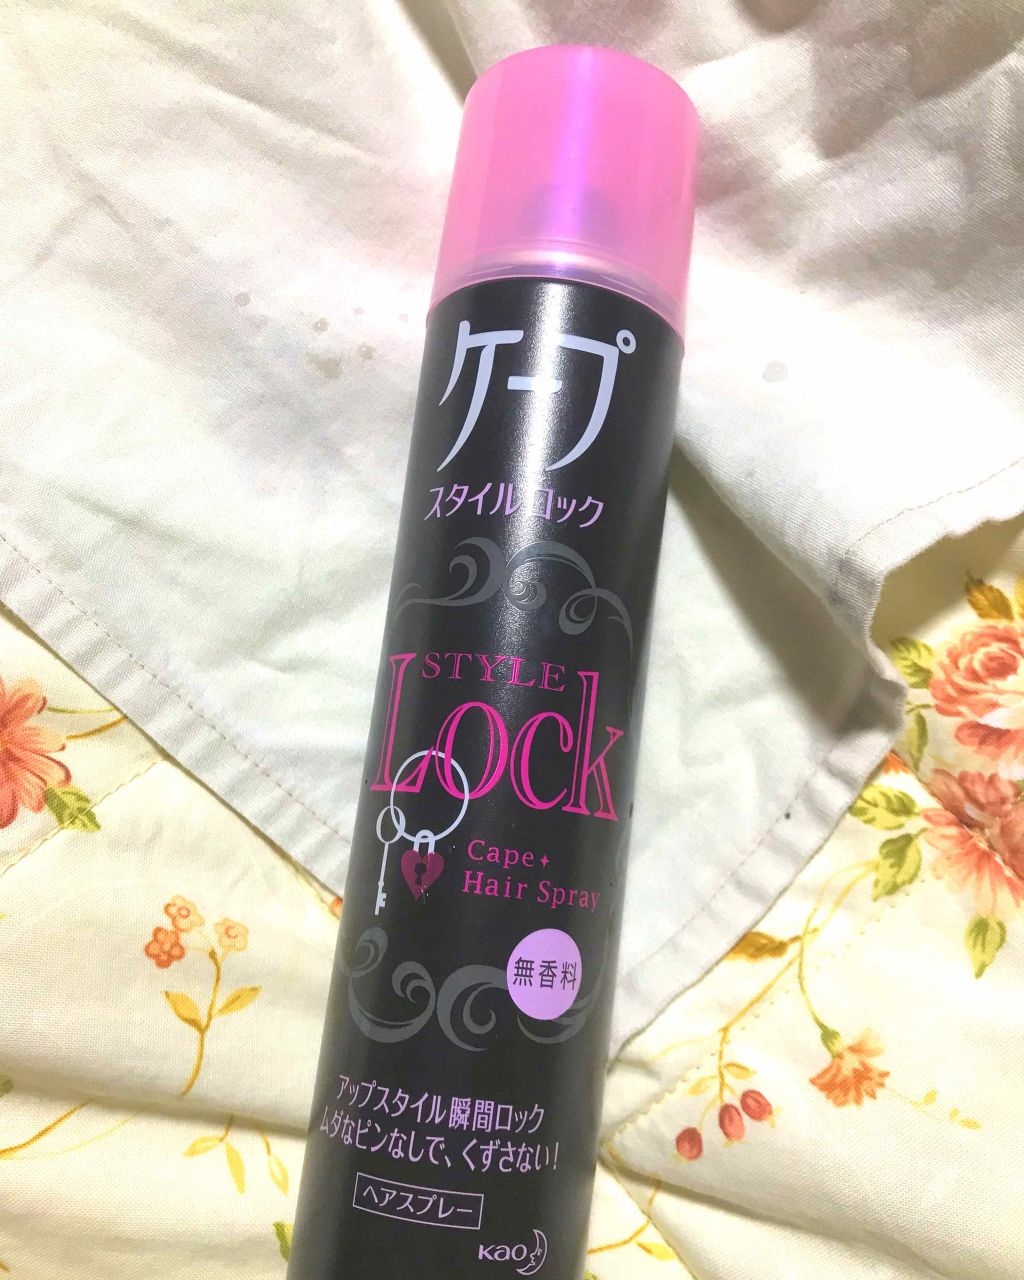 ケープ
スタイルロック
STYLE
Lock
Cape✦
Hair Spray
無香料
アップスタイル瞬間ロック
ムダなピンなしで、くずさない!
ヘアスプレー
Kao